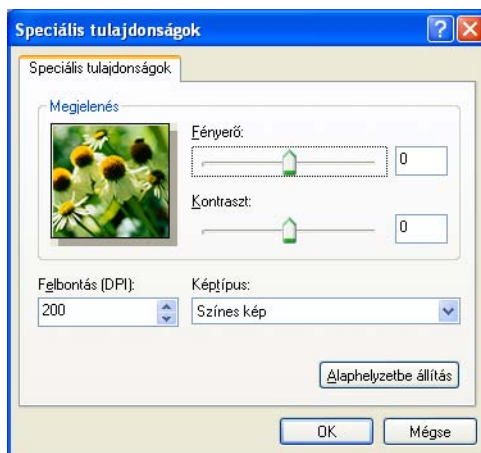 Speciális tulajdonságok
Speciális tulajdonságok
Megjelenés
Fényerő:
0
Kontraszt:
0
Felbontás (DPI):
Képtípus:
200
Színes kép
Alaphelyzetbe állítás
OK
Mégse